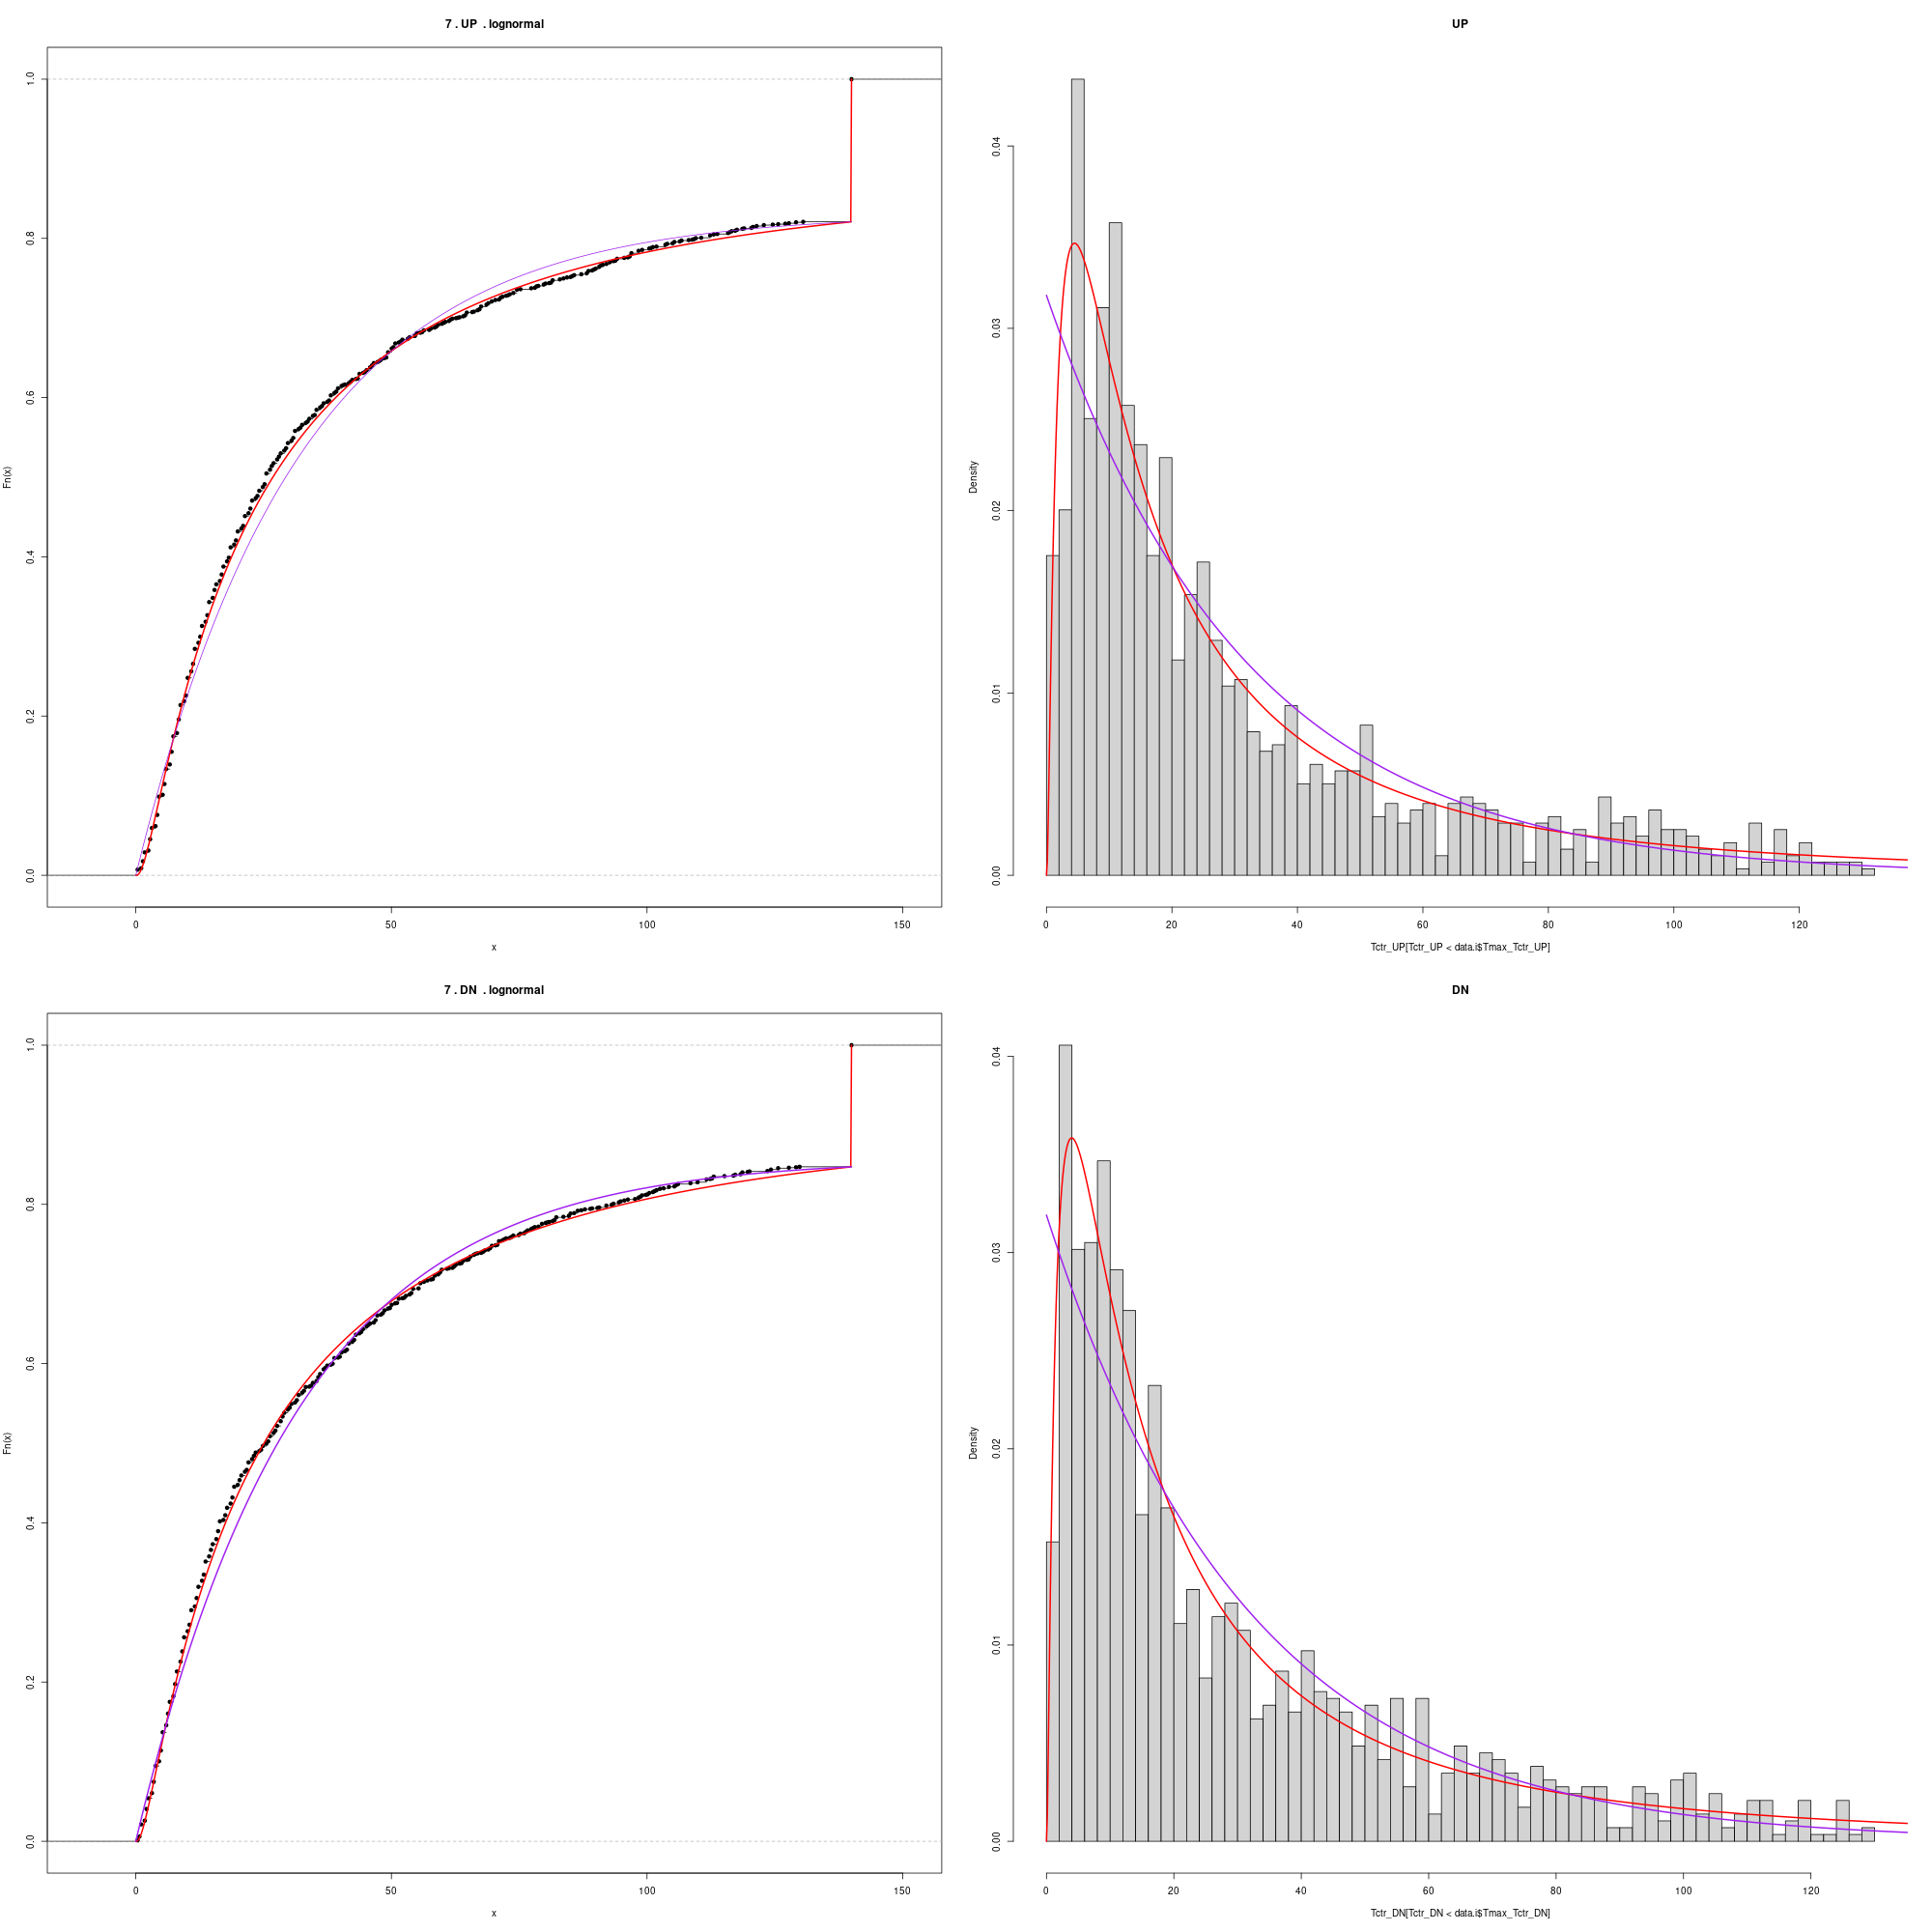 7 . UP . lognormal
Fn(x)
0.0 0.2 0.4 0.6 0.8 1.0
0 50 100 150
x
UP
Density
0.00 0.01 0.02 0.03 0.04
0 20 40 60 80 100 120
Tctr_UP[Tctr_UP < data.i$Tmax_Tctr_UP]
7 . DN . lognormal
Fn(x)
0.0 0.2 0.4 0.6 0.8 1.0
0 50 100 150
x
DN
Density
0.00 0.01 0.02 0.03 0.04
0 20 40 60 80 100 120
Tctr_DN[Tctr_DN < data.i$Tmax_Tctr_DN]